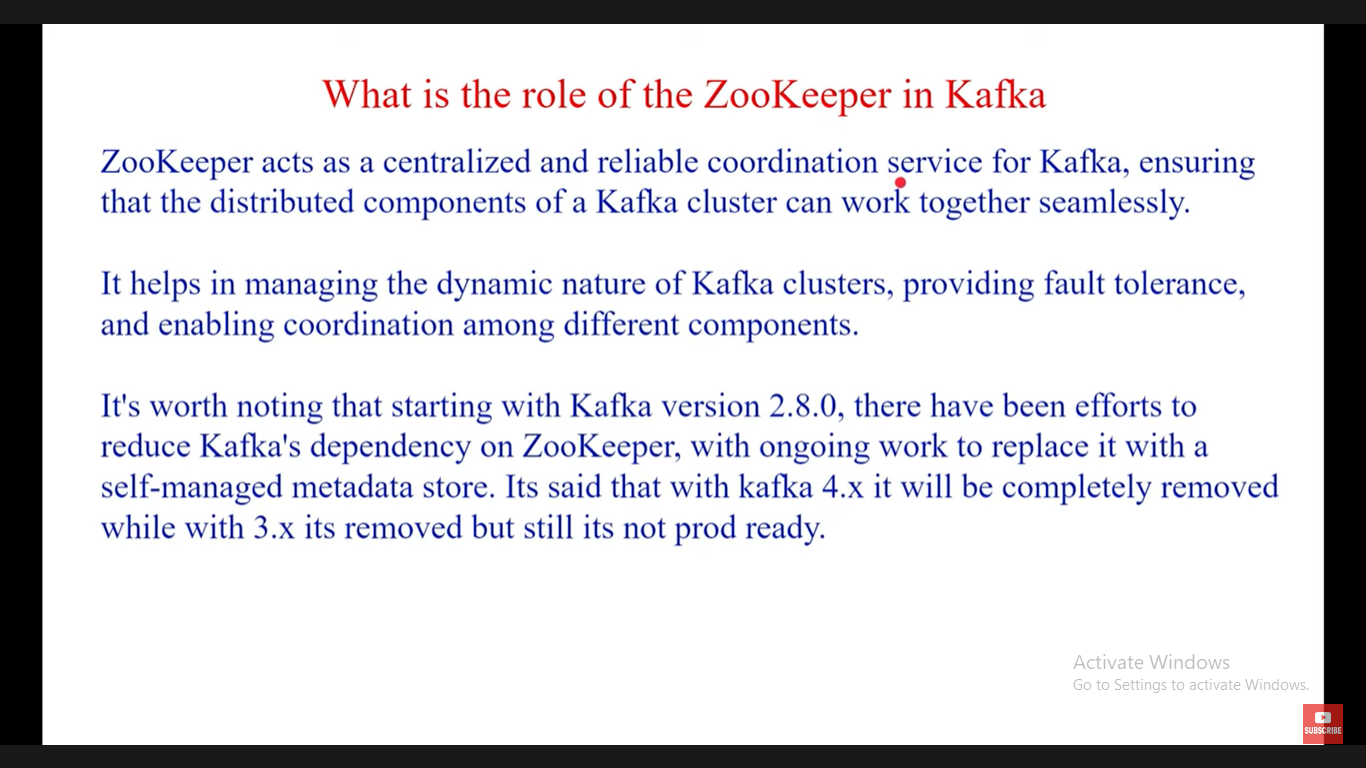 What is the role of the ZooKeeper in Kafka
ZooKeeper acts as a centralized and reliable coordination service for Kafka, ensuring
that the distributed components of a Kafka cluster can work together seamlessly.
It helps in managing the dynamic nature of Kafka clusters, providing fault tolerance,
and enabling coordination among different components.
It's worth noting that starting with Kafka version 2.8.0, there have been efforts to
reduce Kafka's dependency on ZooKeeper, with ongoing work to replace it with a
self-managed metadata store. Its said that with kafka 4.x it will be completely removed
while with 3.x its removed but still its not prod ready.
Activate Windows
Go to Settings to activate Windows.
SUBSCRIBE